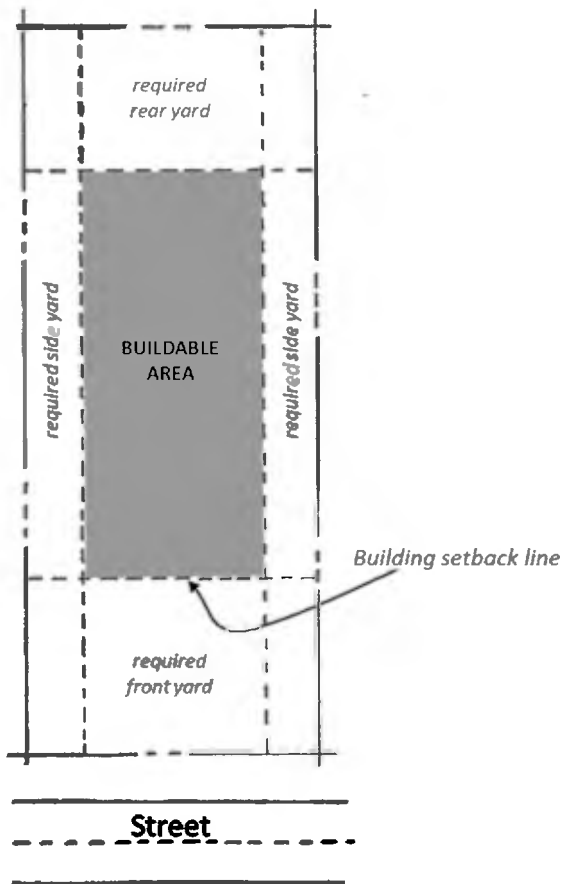 required
rear yard
required side yard
BUILDABLE
AREA
required side yard
Building setback line
required
front yard
Street